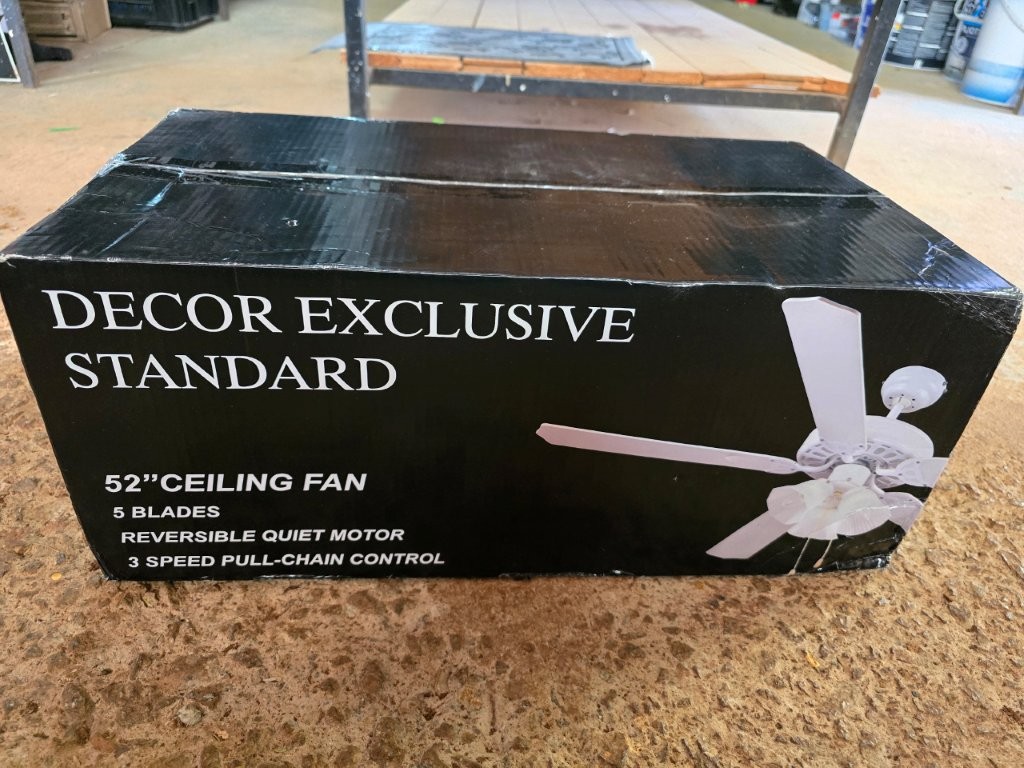 DECOR EXCLUSIVE
STANDARD
52”CEILING FAN
5 BLADES
REVERSIBLE QUIET MOTOR
3 SPEED PULL-CHAIN CONTROL